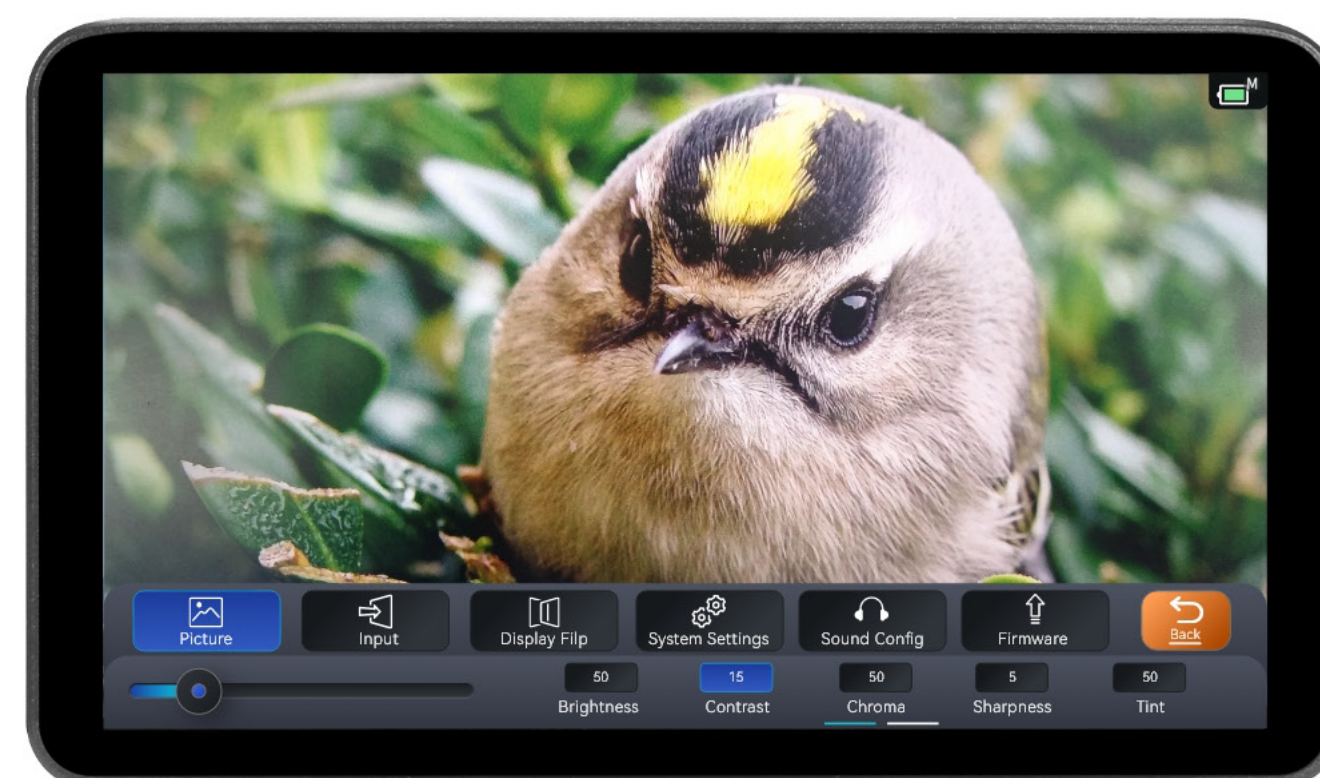 M
Picture
Input
Display Filp
System Settings
Sound Config
Firmware
Back
50
15
50
5
50
Brightness
Contrast
Chroma
Sharpness
Tint